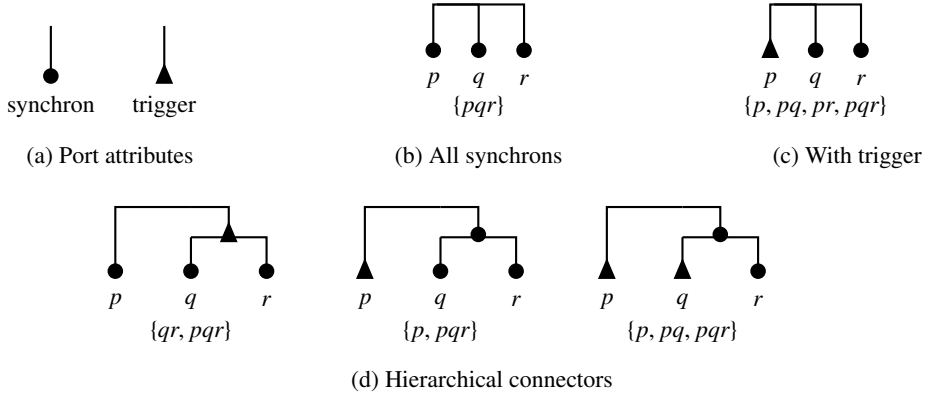 synchron trigger
(a) Port attributes
p q r
{pqr}
(b) All synchrons
p q r
{p, pq, pr, pqr}
(c) With trigger
p q r
{qr, pqr}
p q r
{p, pqr}
p q r
{p, pq, pqr}
(d) Hierarchical connectors